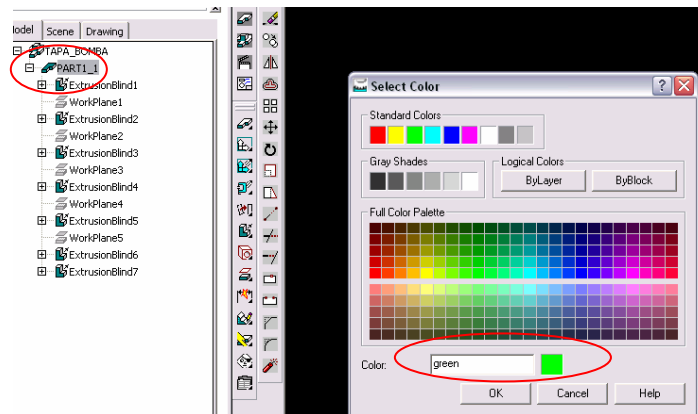 odel Scene Drawing
TAPA_BOMBA
PART1_1
ExtrusionBlind1
WorkPlane1
ExtrusionBlind2
WorkPlane2
ExtrusionBlind3
WorkPlane3
ExtrusionBlind4
WorkPlane4
ExtrusionBlind5
WorkPlane5
ExtrusionBlind6
ExtrusionBlind7
Select Color
Standard Colors
Gray Shades
Logical Colors
ByLayer ByBlock
Full Color Palette
Color: green
OK Cancel Help